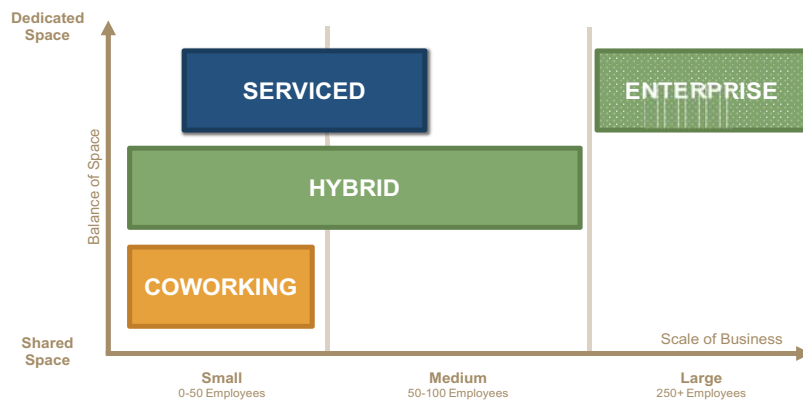 Dedicated
Space
SERVICED
ENTERPRISE
Balance of Space
HYBRID
COWORKING
Shared
Space
Scale of Business
Small
0-50 Employees
Medium
50-100 Employees
Large
250+ Employees